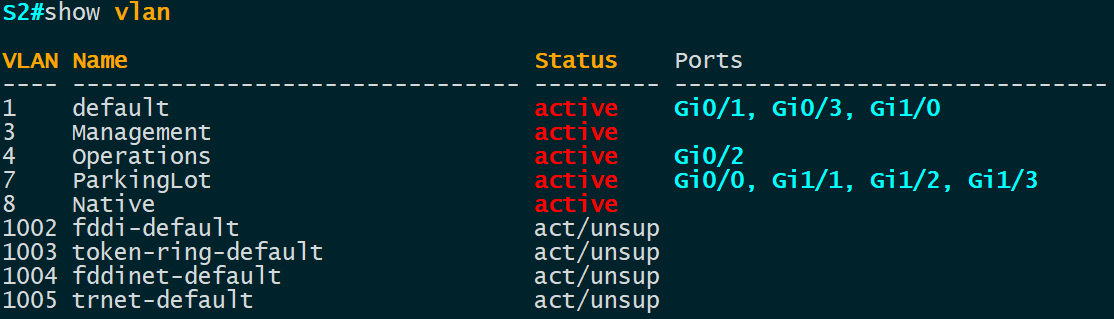 S2#show vlan
VLAN Name                             Status    Ports
---- -------------------------------- --------- -------------------------------
1    default                          active    Gi0/1, Gi0/3, Gi1/0
3    Management                       active
4    Operations                       active    Gi0/2
7    ParkingLot                       active    Gi0/0, Gi1/1, Gi1/2, Gi1/3
8    Native                           active
1002 fddi-default                     act/unsup
1003 token-ring-default               act/unsup
1004 fddinet-default                  act/unsup
1005 trnet-default                    act/unsup